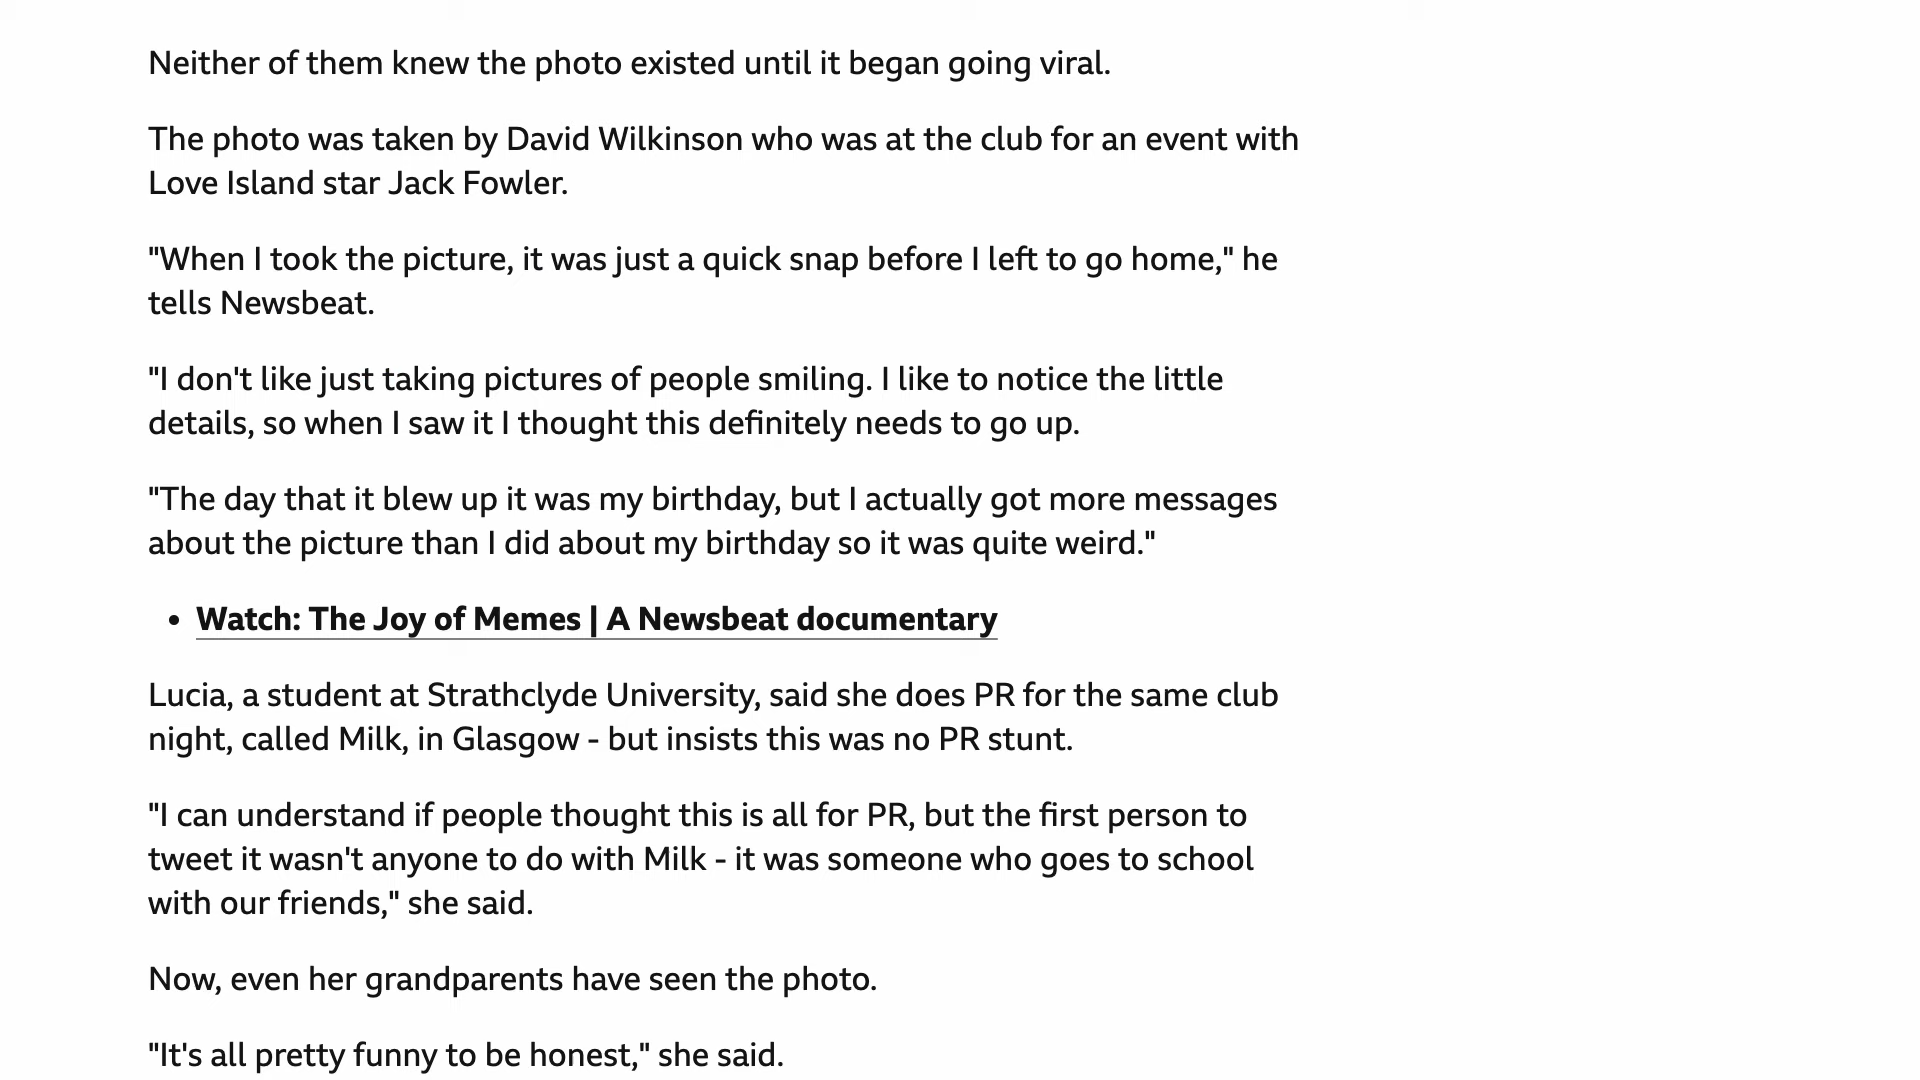 Neither of them knew the photo existed until it began going viral.
The photo was taken by David Wilkinson who was at the club for an event with
Love Island star Jack Fowler.
"When I took the picture, it was just a quick snap before I left to go home," he
tells Newsbeat.
"I don't like just taking pictures of people smiling. I like to notice the little
details, so when I saw it I thought this definitely needs to go up.
"The day that it blew up it was my birthday, but I actually got more messages
about the picture than I did about my birthday so it was quite weird."
• Watch: The Joy of Memes | A Newsbeat documentary
Lucia, a student at Strathclyde University, said she does PR for the same club
night, called Milk, in Glasgow - but insists this was no PR stunt.
"I can understand if people thought this is all for PR, but the first person to
tweet it wasn't anyone to do with Milk - it was someone who goes to school
with our friends," she said.
Now, even her grandparents have seen the photo.
"It's all pretty funny to be honest," she said.